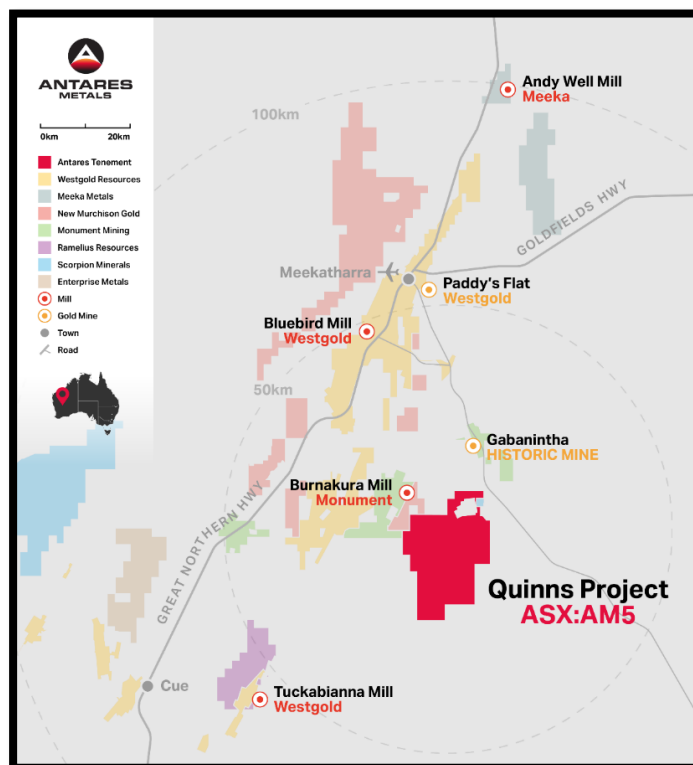 ANTARES
METALS
0km 20km
Antares Tenement
Westgold Resources
Meeka Metals
New Murchison Gold
Monument Mining
Ramelius Resources
Scorpion Minerals
Enterprise Metals
Mill
Gold Mine
Town
Road
100km
Andy Well Mill
Meeka
GOLDFIELDS HWY
Meekatharra
Paddy's Flat
Westgold
Bluebird Mill
Westgold
50km
Gabanintha
HISTORIC MINE
Burnakura Mill
Monument
GREAT NORTHERN HWY
Quinns Project
ASX:AM5
Cue
Tuckabianna Mill
Westgold